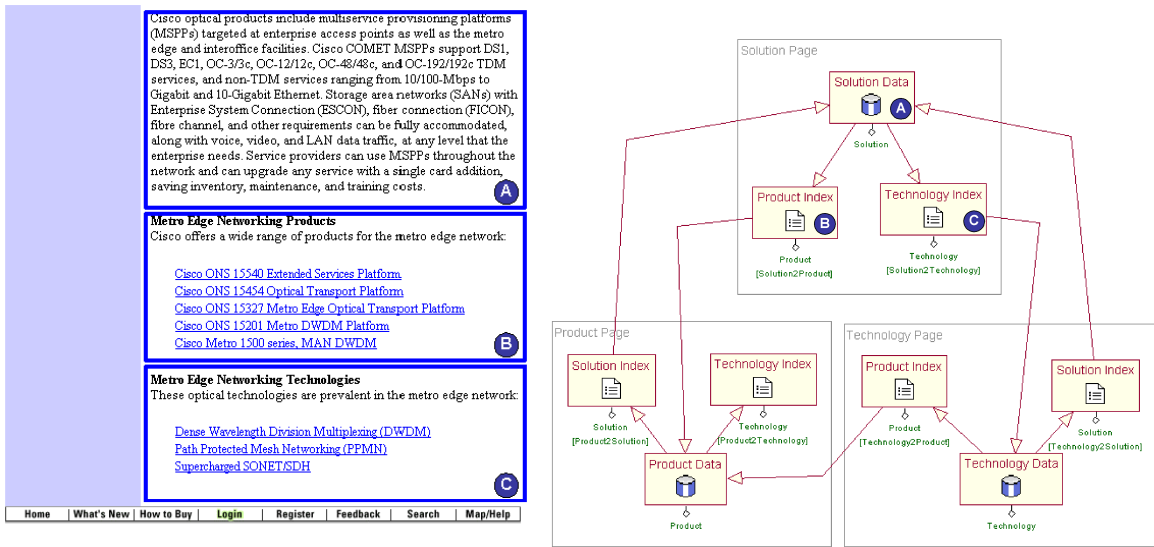 Cisco optical products include multiservice provisioning platforms
(MSPPs) targeted at enterprise access points as well as the metro
edge and interoffice facilities. Cisco COMET MSPPs support DS1,
DS3, EC1, OC-3/3c, OC-12/12c, OC-48/48c, and OC-192/192c TDM
services, and non-TDM services ranging from 10/100-Mbps to
Gigabit and 10-Gigabit Ethernet. Storage area networks (SANs) with
Enterprise System Connection (ESCON), fiber connection (FICON),
fibre channel, and other requirements can be fully accommodated,
along with voice, video, and LAN data traffic, at any level that the
enterprise needs. Service providers can use MSPPs throughout the
network and can upgrade any service with a single card addition,
saving inventory, maintenance, and training costs.
A
Metro Edge Networking Products
Cisco offers a wide range of products for the metro edge network:
Cisco ONS 15540 Extended Services Platform
Cisco ONS 15454 Optical Transport Platform
Cisco ONS 15327 Metro Edge Optical Transport Platform
Cisco ONS 15201 Metro DWDM Platform
Cisco Metro 1500 series, MAN DWDM
B
Metro Edge Networking Technologies
These optical technologies are prevalent in the metro edge network:
Dense Wavelength Division Multiplexing (DWDM)
Path Protected Mesh Networking (PPMN)
Supercharged SONET/SDH
C
Home | What's New | How to Buy | Login | Register | Feedback | Search | Map/Help
Solution Page
Solution Data
A
Solution
Product Index
B
Product
[Solution2Product]
Technology Index
C
Technology
[Solution2Technology]
Product Page
Solution Index
Solution
[Product2Solution]
Technology Index
Technology
[Product2Technology]
Product Data
Product
Technology Page
Product Index
Product
[Technology2Product]
Solution Index
Solution
[Technology2Solution]
Technology Data
Technology